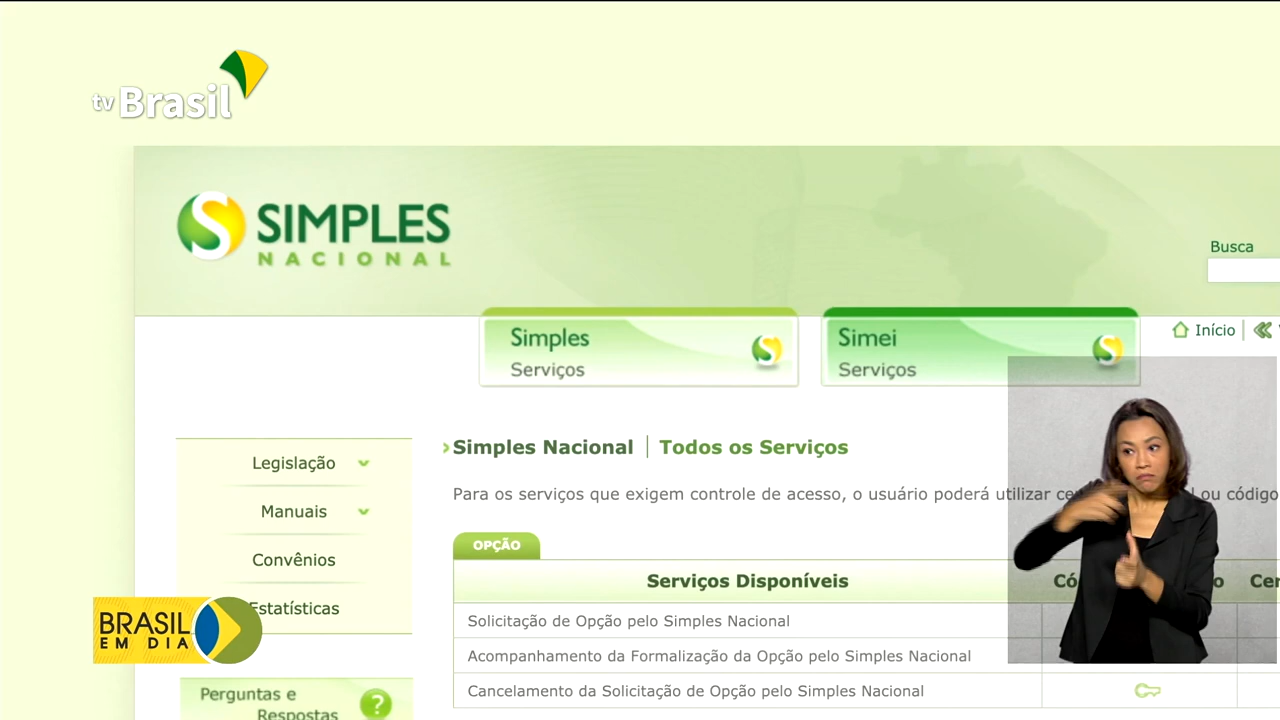 tv Brasil
SIMPLES
NACIONAL
Busca
Simples
Serviços
Simei
Serviços
Início
Legislação
Manuais
Convênios
Estatísticas
Simples Nacional
Todos os Serviços
Para os serviços que exigem controle de acesso, o usuário poderá utilizar ou código
OPÇÃO
Serviços Disponíveis
Solicitação de Opção pelo Simples Nacional
Acompanhamento da Formalização da Opção pelo Simples Nacional
Cancelamento da Solicitação de Opção pelo Simples Nacional
BRASIL
EM DIA
Perguntas e
Respostas
?